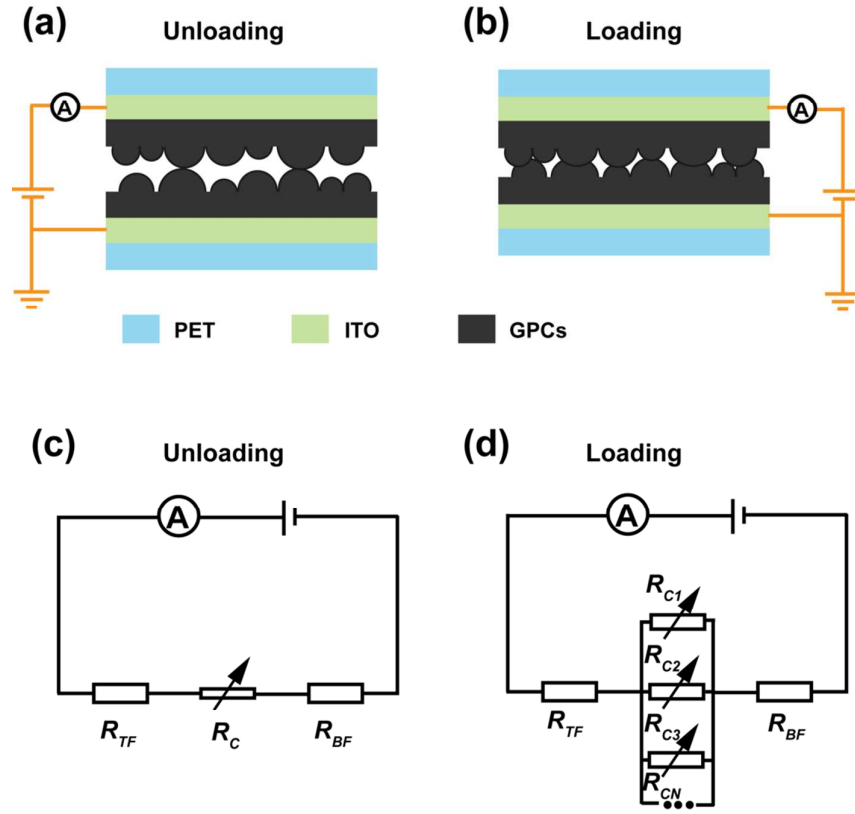 (a) Unloading
(b) Loading
A
A
PET ITO GPCs
(c) Unloading
(d) Loading
A
R_TF R_C R_BF
A
R_C1
R_C2
R_TF R_C3 R_BF
R_CN